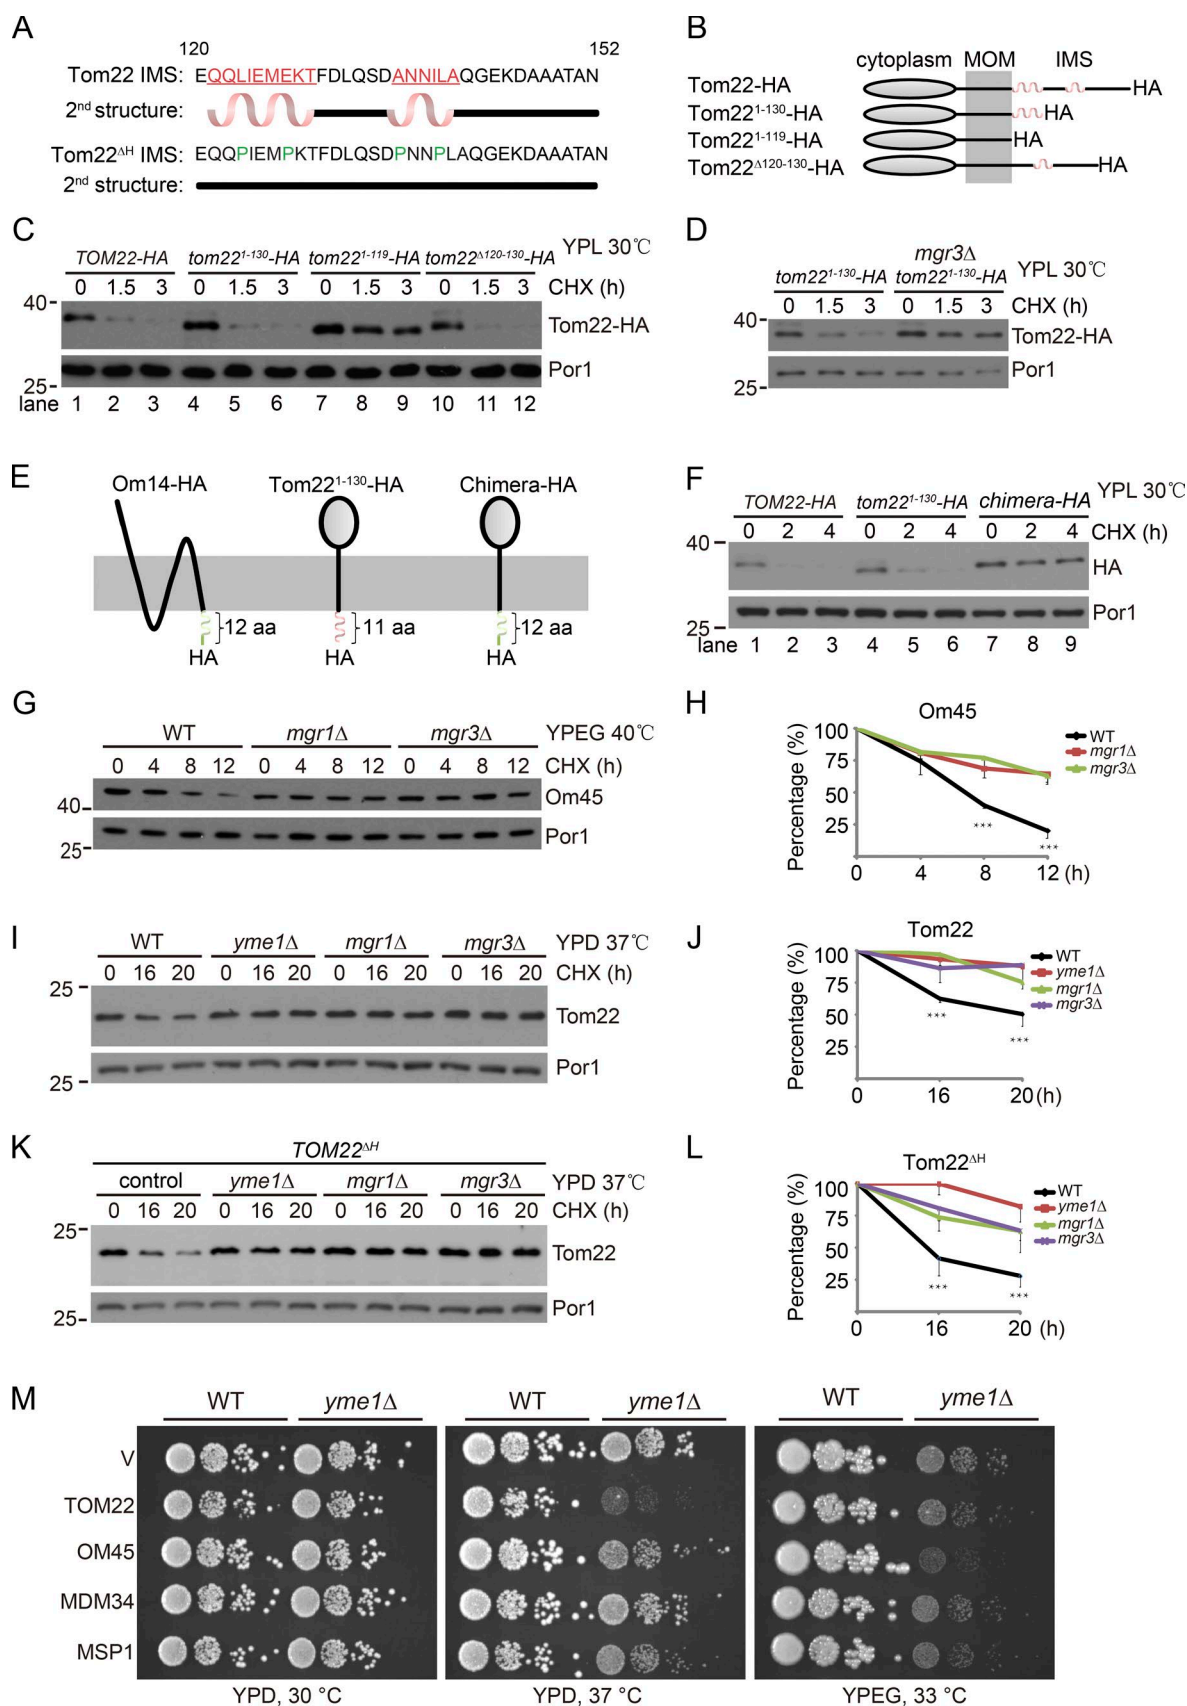 A
120 152
Tom22 IMS: EQQLIEMEKTFDLQSDANNILAQGEKDAAATAN
2nd structure:
Tom22ΔH IMS: EQQPIEMPKTFDLQSDPNNPLAQGEKDAAATAN
2nd structure:
B
cytoplasm MOM IMS
Tom22-HA HA
Tom221-130-HA HA
Tom221-119-HA HA
Tom22Δ120-130-HA HA
C
TOM22-HA tom221-130-HA tom221-119-HA tom22Δ120-130-HA YPL 30℃
0 1.5 3 0 1.5 3 0 1.5 3 0 1.5 3 CHX (h)
40
Tom22-HA
Por1
25
lane 1 2 3 4 5 6 7 8 9 10 11 12
D
mgr3Δ
tom221-130-HA tom221-130-HA YPL 30℃
0 1.5 3 0 1.5 3 CHX (h)
40
Tom22-HA
Por1
25
E
Om14-HA Tom221-130-HA Chimera-HA
12 aa 11 aa 12 aa
HA HA HA
F
TOM22-HA tom221-130-HA chimera-HA YPL 30℃
0 2 4 0 2 4 0 2 4 CHX (h)
40
HA
Por1
25
lane 1 2 3 4 5 6 7 8 9
G
WT mgr1Δ mgr3Δ YPEG 40℃
0 4 8 12 0 4 8 12 0 4 8 12 CHX (h)
Om45
40
Por1
25
H
Om45
Percentage (%)
100
75
50
25
WT
mgr1Δ
mgr3Δ
***
***
0 4 8 12 (h)
I
WT yme1Δ mgr1Δ mgr3Δ YPD 37℃
0 16 20 0 16 20 0 16 20 0 16 20 CHX (h)
25
Tom22
Por1
25
J
Tom22
Percentage (%)
100
75
50
25
WT
yme1Δ
mgr1Δ
mgr3Δ
***
***
0 16 20 (h)
K
TOM22ΔH
control yme1Δ mgr1Δ mgr3Δ YPD 37℃
0 16 20 0 16 20 0 16 20 0 16 20 CHX (h)
25
Tom22
Por1
25
L
Tom22ΔH
Percentage (%)
100
75
50
25
WT
yme1Δ
mgr1Δ
mgr3Δ
***
***
0 16 20 (h)
M
WT yme1Δ WT yme1Δ WT yme1Δ
V
TOM22
OM45
MDM34
MSP1
YPD, 30 °C YPD, 37 °C YPEG, 33 °C